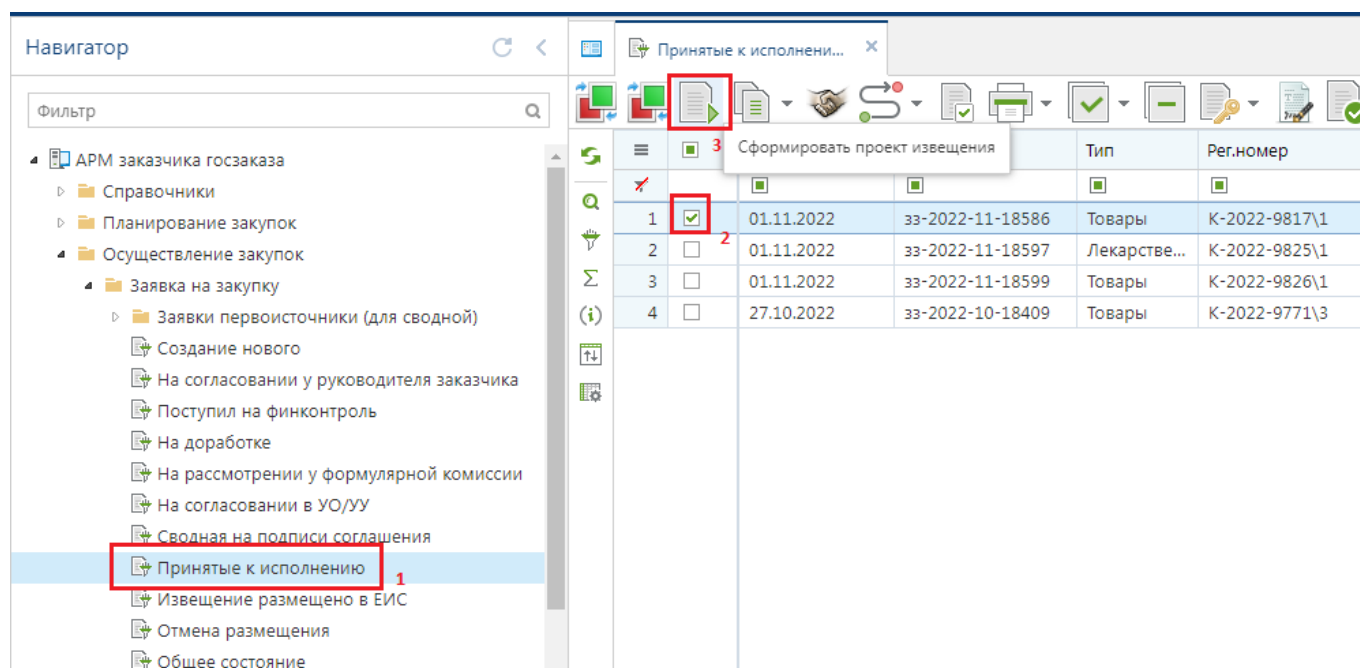 Навигатор
Фильтр
АРМ заказчика госзаказа
Справочники
Планирование закупок
Осуществление закупок
Заявка на закупку
Заявки первоисточники (для сводной)
Создание нового
На согласовании у руководителя заказчика
Поступил на финконтроль
На доработке
На рассмотрении у формулярной комиссии
На согласовании в УО/УУ
Сводная на подписи соглашения
Принятые к исполнению 1
Извещение размещено в ЕИС
Отмена размещения
Общее состояние
Принятые к исполнени...
3 Сформировать проект извещения Тип Рег.номер
1 01.11.2022 зз-2022-11-18586 Товары К-2022-9817\1
2
2 01.11.2022 зз-2022-11-18597 Лекарстве... К-2022-9825\1
3 01.11.2022 зз-2022-11-18599 Товары К-2022-9826\1
4 27.10.2022 зз-2022-10-18409 Товары К-2022-9771\3